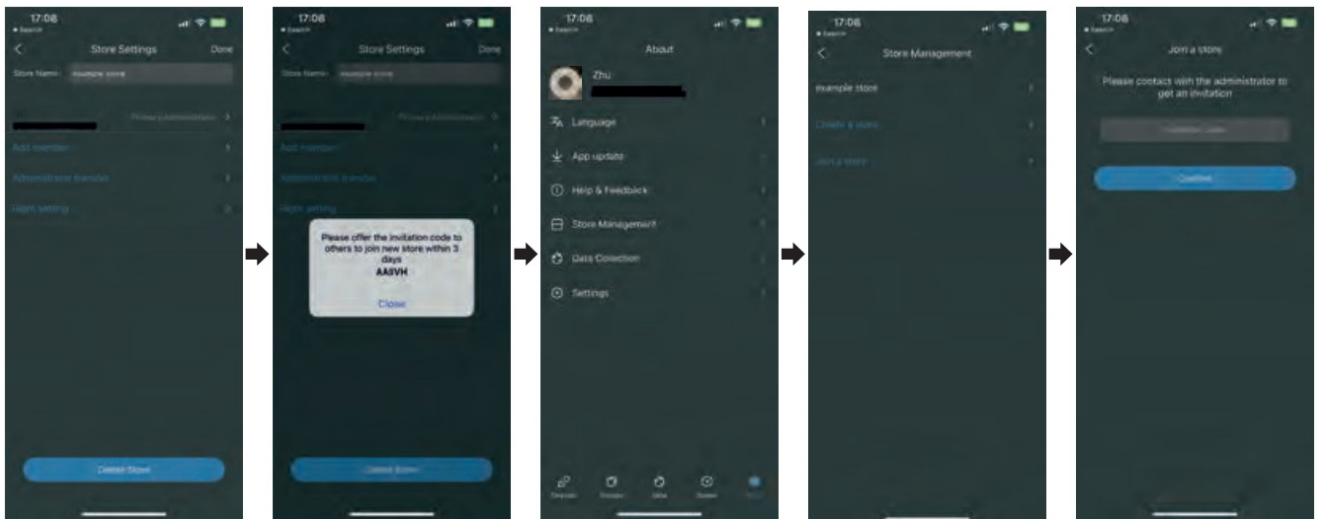 17:08
Search
Store Settings
Done
Store Name:
example store
Primary Administrator
Add member
Administrator transfer
Right setting
Delete Store
17:08
Search
Store Settings
Done
Store Name:
example store
Primary Administrator
Add member
Administrator transfer
Right setting
Please offer the invitation code to
others to join new store within 3
days
Close
Delete Store
17:08
Search
About
Zhu
Language
App update
Help & Feedback
Store Management
Data Collection
Settings
17:08
Search
Store Management
example store
Create a store
Join a store
17:08
Search
Join a store
Please contact with the administrator to
get an invitation
Confirm